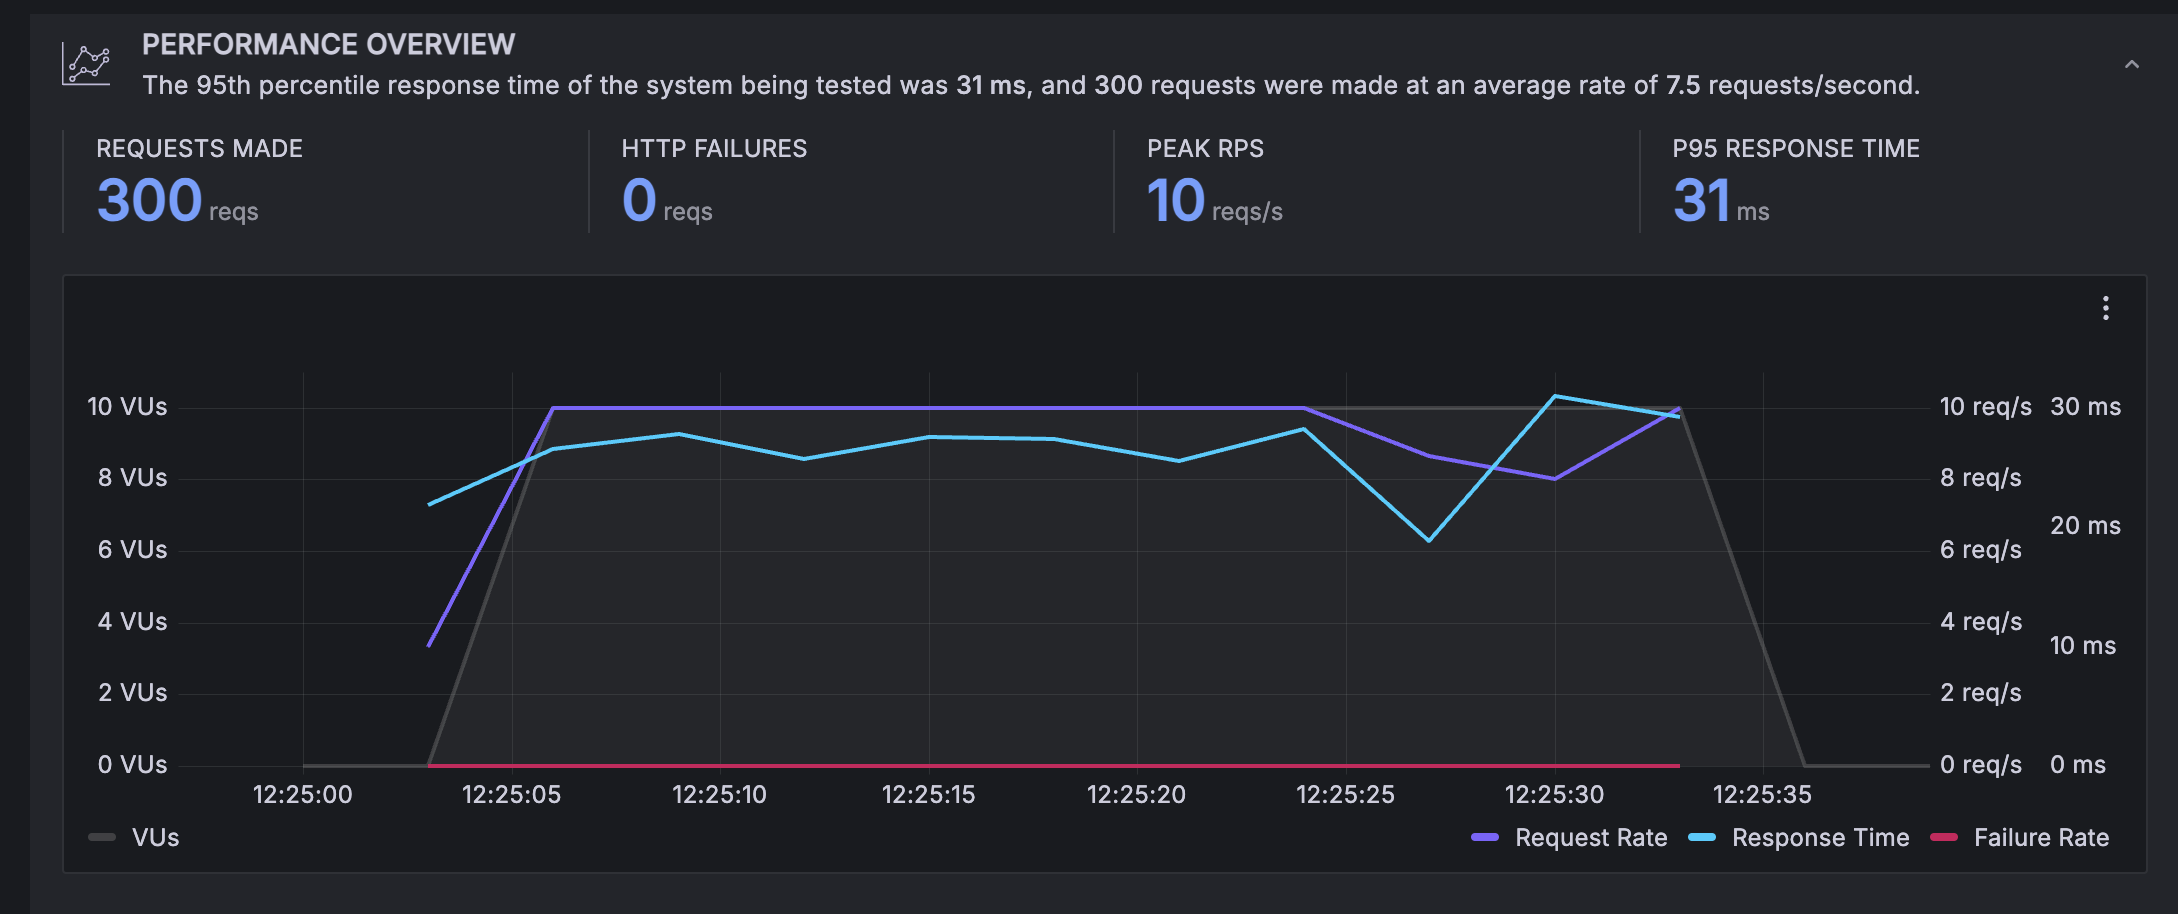 PERFORMANCE OVERVIEW
The 95th percentile response time of the system being tested was 31 ms, and 300 requests were made at an average rate of 7.5 requests/second.
REQUESTS MADE
300 reqs
HTTP FAILURES
0 reqs
PEAK RPS
10 reqs/s
P95 RESPONSE TIME
31 ms
10 VUs
8 VUs
6 VUs
4 VUs
2 VUs
0 VUs
10 req/s
8 req/s
6 req/s
4 req/s
2 req/s
0 req/s
30 ms
20 ms
10 ms
0 ms
12:25:00
12:25:05
12:25:10
12:25:15
12:25:20
12:25:25
12:25:30
12:25:35
VUs
Request Rate
Response Time
Failure Rate